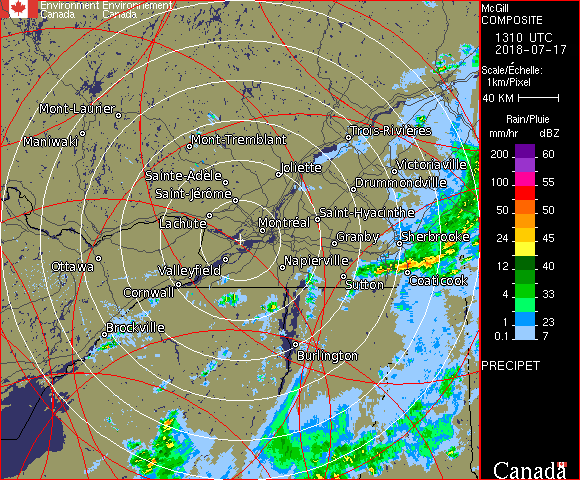 Environment Environnement
Canada Canada
McGill
COMPOSITE
1310 UTC
2018-07-17
Scale/Échelle:
1km/Pixel
40 KM
Rain/Pluie
mm/hr dBZ
200 60
100 55
50 50
24 45
12 40
4 33
1 23
0.1 7
PRECIPET
Canada
Mont-Laurier
Maniwaki
Mont-Tremblant
Trois-Rivières
Sainte-Adèle
Joliette
Victoriaville
Saint-Jérôme
Drummondville
Lachute
Montréal
Saint-Hyacinthe
Granby
Sherbrooke
Ottawa
Valleyfield
Napierville
Cornwall
Sutton
Coaticook
Brockville
Burlington